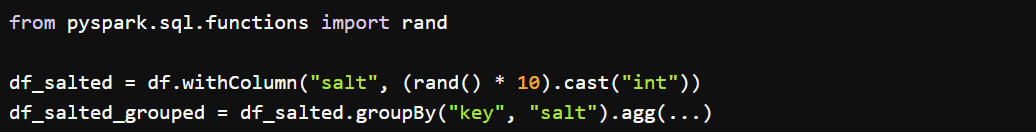 from pyspark.sql.functions import rand
df_salted = df.withColumn("salt", (rand() * 10).cast("int"))
df_salted_grouped = df_salted.groupBy("key", "salt").agg(...)